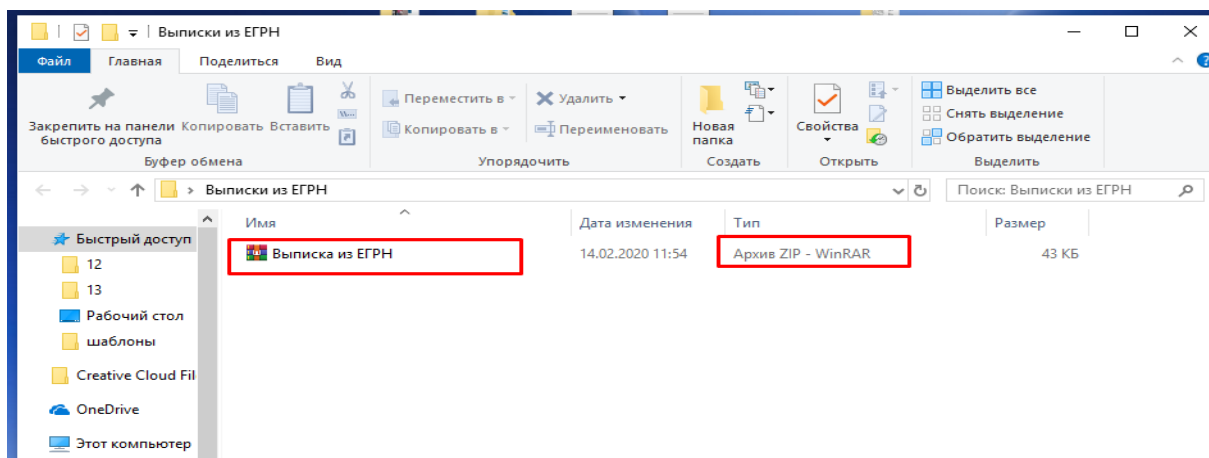 Выписки из ЕГРН
Файл Главная Поделиться Вид
Закрепить на панели быстрого доступа
Копировать
Вставить
Буфер обмена
Переместить в
Копировать в
Удалить
Переименовать
Упорядочить
Новая папка
Создать
Свойства
Открыть
Выделить все
Снять выделение
Обратить выделение
Выделить
Выписки из ЕГРН
Поиск: Выписки из ЕГРН
Имя Дата изменения Тип Размер
Выписка из ЕГРН 14.02.2020 11:54 Архив ZIP - WinRAR 43 КБ
Быстрый доступ
12
13
Рабочий стол
шаблоны
Creative Cloud Fil
OneDrive
Этот компьютер